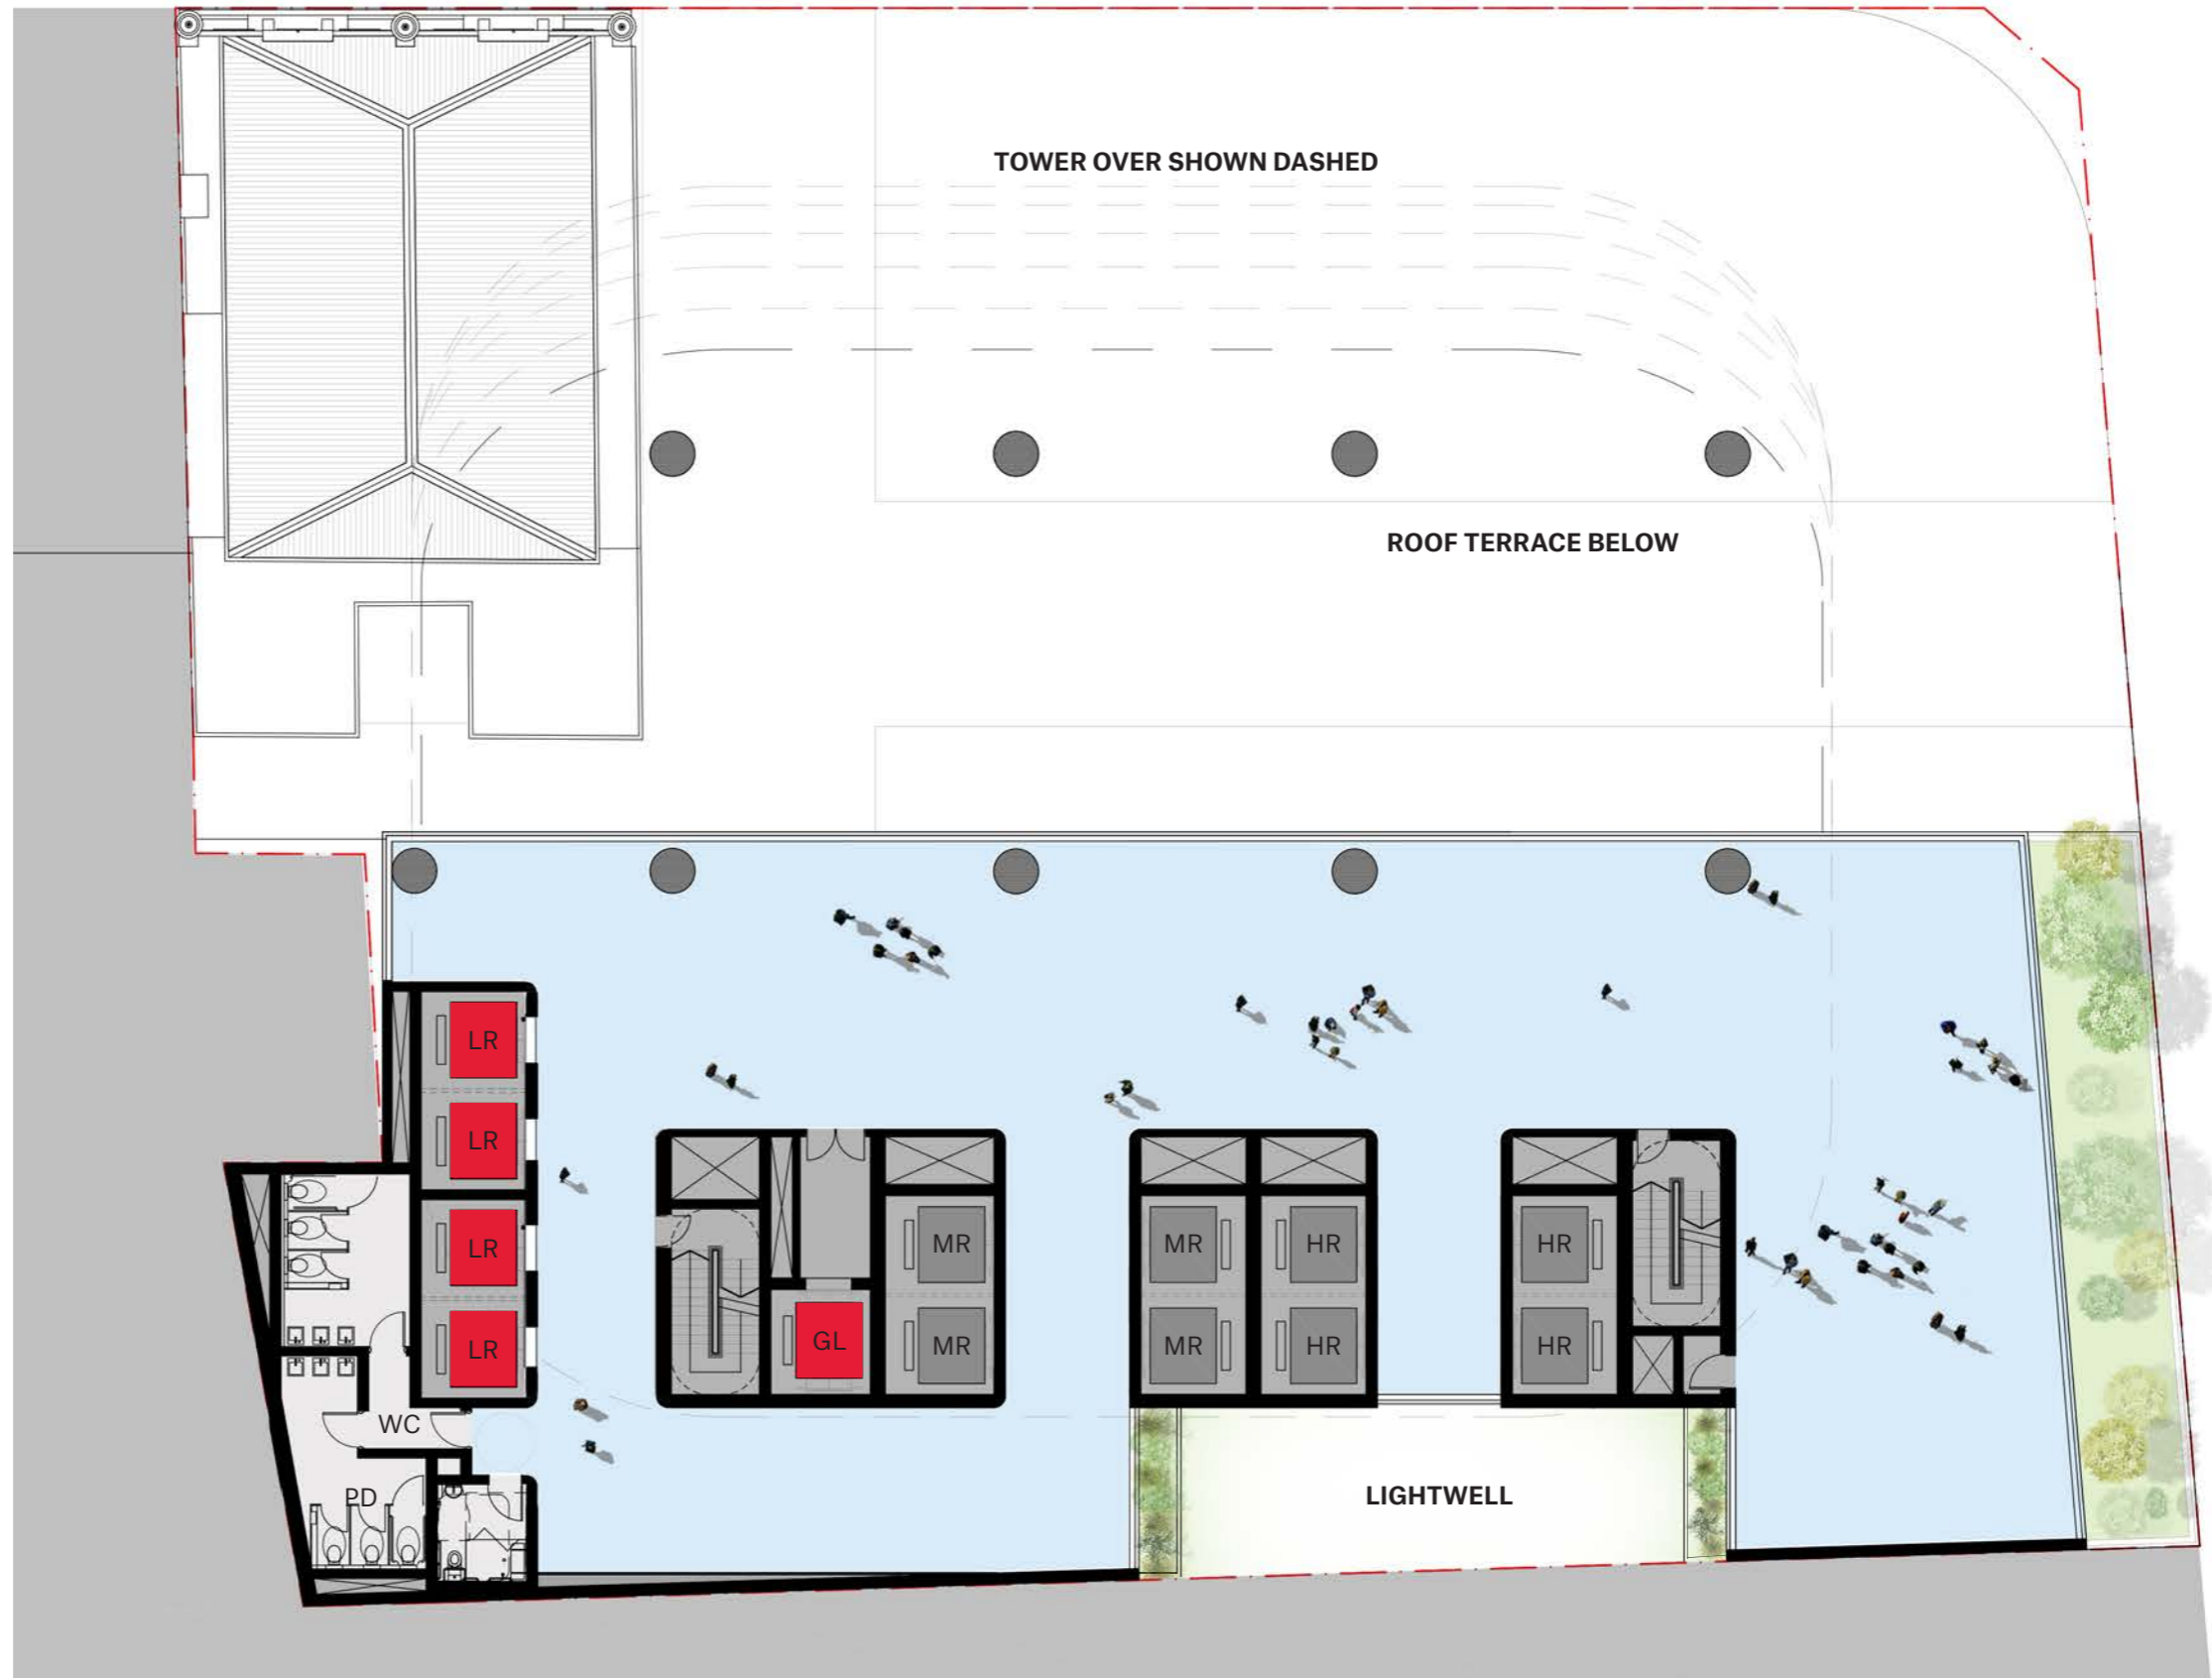 TOWER OVER SHOWN DASHED
ROOF TERRACE BELOW
LR
LR
LR
LR
GL
MR
MR
MR
MR
HR
HR
HR
HR
WC
PD
LIGHTWELL